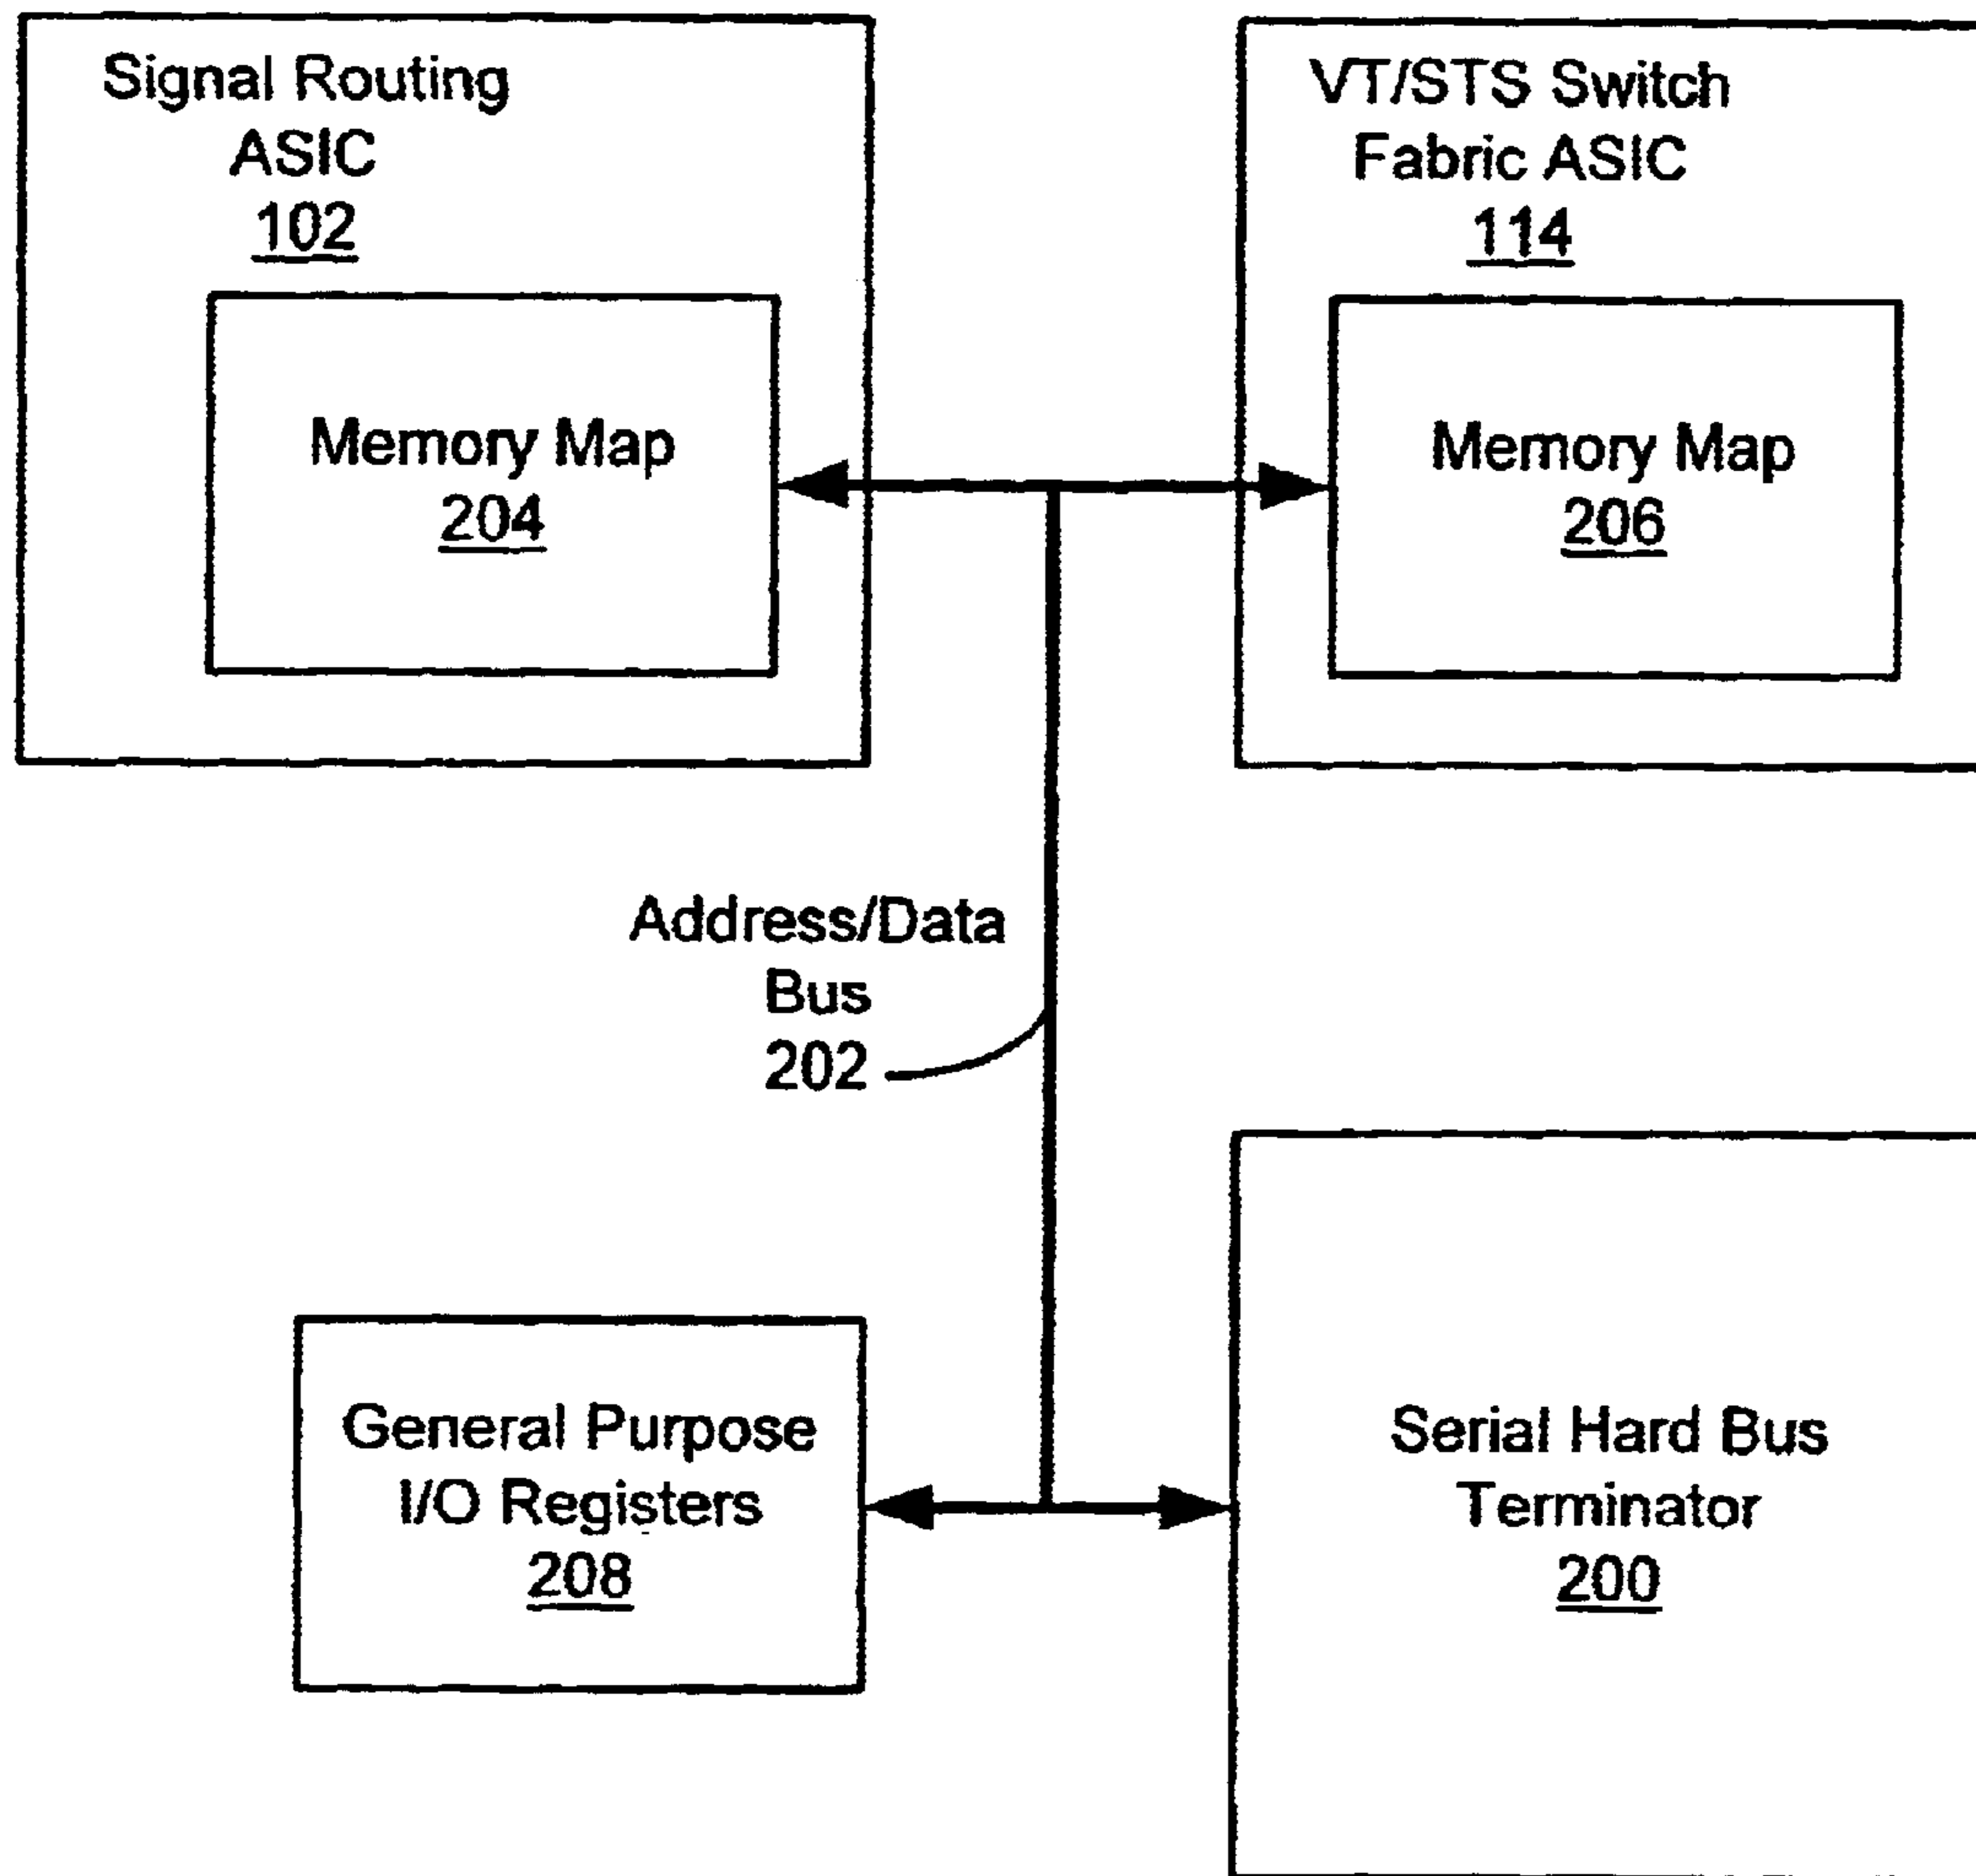 Signal Routing
ASIC
102
Memory Map
204
VT/STS Switch
Fabric ASIC
114
Memory Map
206
Address/Data
Bus
202
General Purpose
I/O Registers
208
Serial Hard Bus
Terminator
200